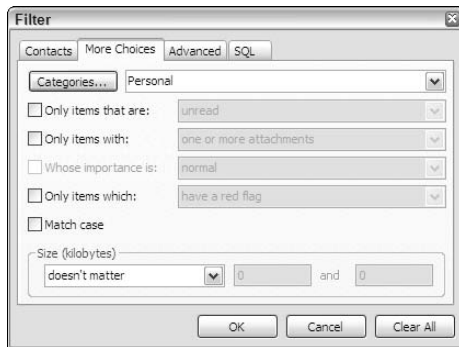 Filter
Contacts More Choices Advanced SQL
Categories... Personal
Only items that are: unread
Only items with: one or more attachments
Whose importance is: normal
Only items which: have a red flag
Match case
Size (kilobytes)
doesn't matter 0 and 0
OK Cancel Clear All